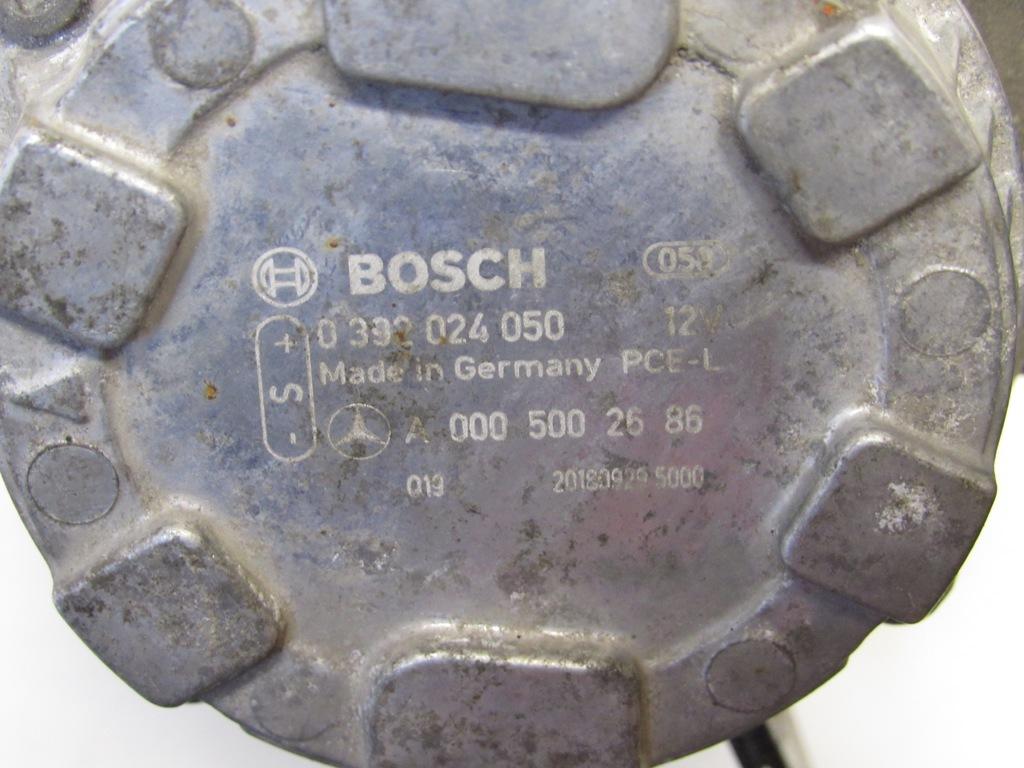 BOSCH 059
+ S -
0 392 024 050 12V
Made in Germany PCE-L
A 000 500 26 86
019 20180929 5000